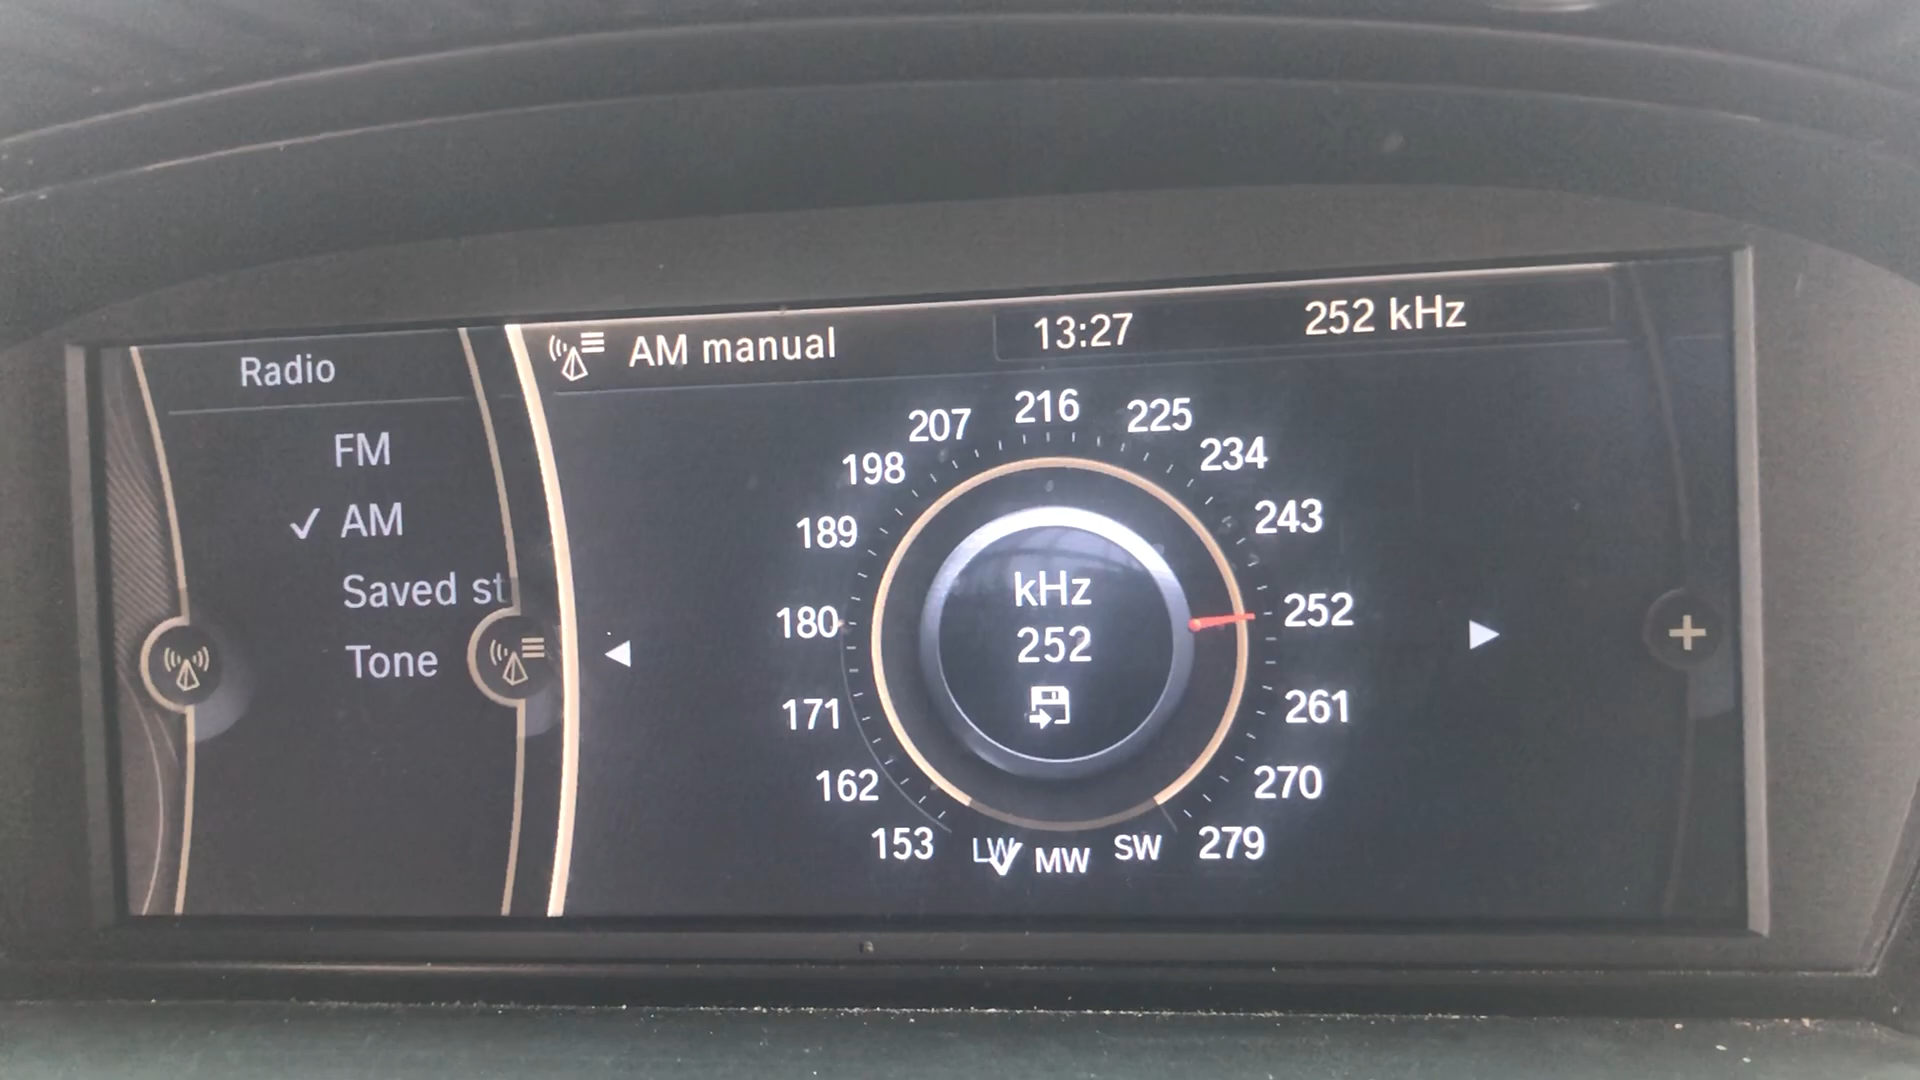 Radio
FM
AM
Saved st
Tone
AM manual
13:27
252 kHz
153
162
171
180
189
198
207
216
225
234
243
252
261
270
279
kHz
252
LW
MW
SW